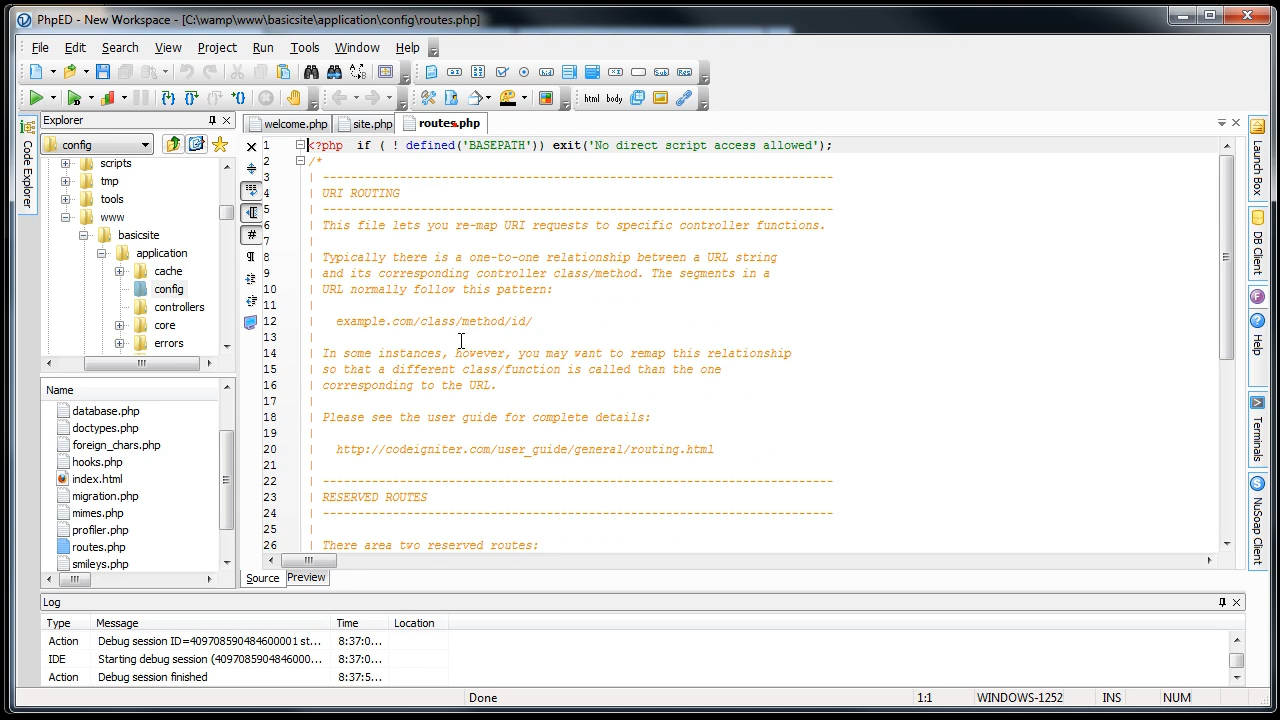 PhpED - New Workspace - [C:\wamp\www\basicsite\application\config\routes.php]
File Edit Search View Project Run Tools Window Help
html body
Explorer
welcome.php site.php routes.php
Code Explorer
config
scripts
tmp
tools
www
basicsite
application
cache
config
controllers
core
errors
Name
database.php
doctypes.php
foreign_chars.php
hooks.php
index.html
migration.php
mimes.php
profiler.php
routes.php
smileys.php
1 <?php if ( ! defined('BASEPATH')) exit('No direct script access allowed');
2 /*
3 | -------------------------------------------------------------------------
4 | URI ROUTING
5 | -------------------------------------------------------------------------
6 | This file lets you re-map URI requests to specific controller functions.
7 |
8 | Typically there is a one-to-one relationship between a URL string
9 | and its corresponding controller class/method. The segments in a
10 | URL normally follow this pattern:
11 |
12 | example.com/class/method/id/
13 |
14 | In some instances, however, you may want to remap this relationship
15 | so that a different class/function is called than the one
16 | corresponding to the URL.
17 |
18 | Please see the user guide for complete details:
19 |
20 | http://codeigniter.com/user_guide/general/routing.html
21 |
22 | -------------------------------------------------------------------------
23 | RESERVED ROUTES
24 | -------------------------------------------------------------------------
25 |
26 | There area two reserved routes:
Source Preview
Launch Box
DB Client
Help
Terminals
NuSoap Client
Log
Type Message Time Location
Action Debug session ID=409708590484600001 st... 8:37:0...
IDE Starting debug session (4097085904846000... 8:37:0...
Action Debug session finished 8:37:5...
Done 1:1 WINDOWS-1252 INS NUM